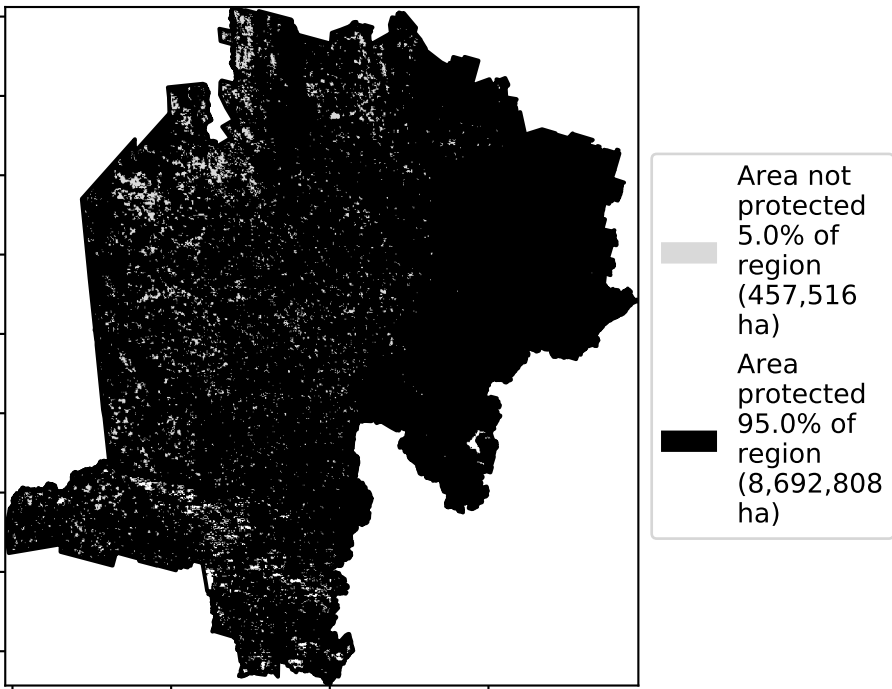 Area not
protected
5.0% of
region
(457,516
ha)
Area
protected
95.0% of
region
(8,692,808
ha)